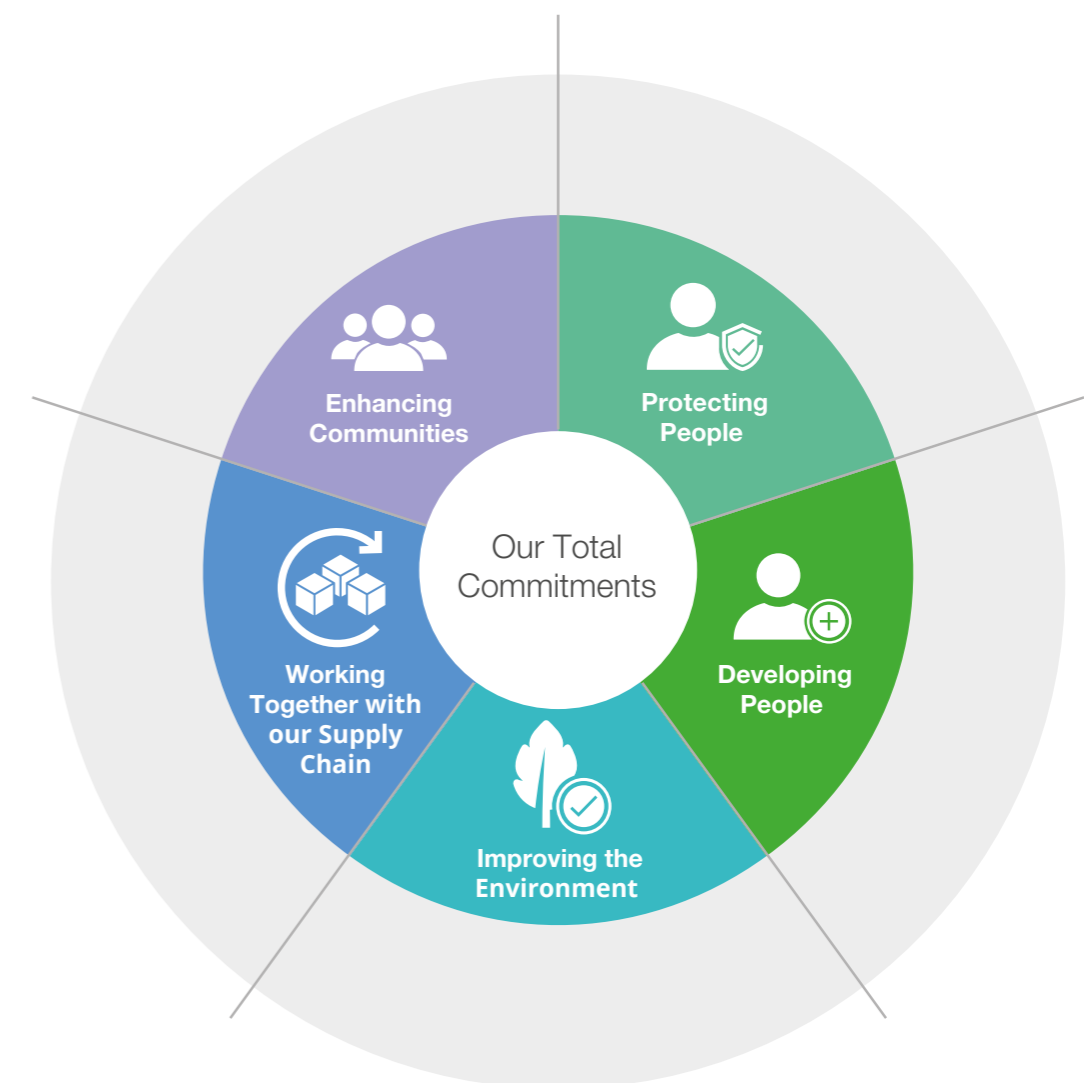 Our Total
Commitments
Protecting
People
Developing
People
Improving the
Environment
Working
Together with
our Supply
Chain
Enhancing
Communities